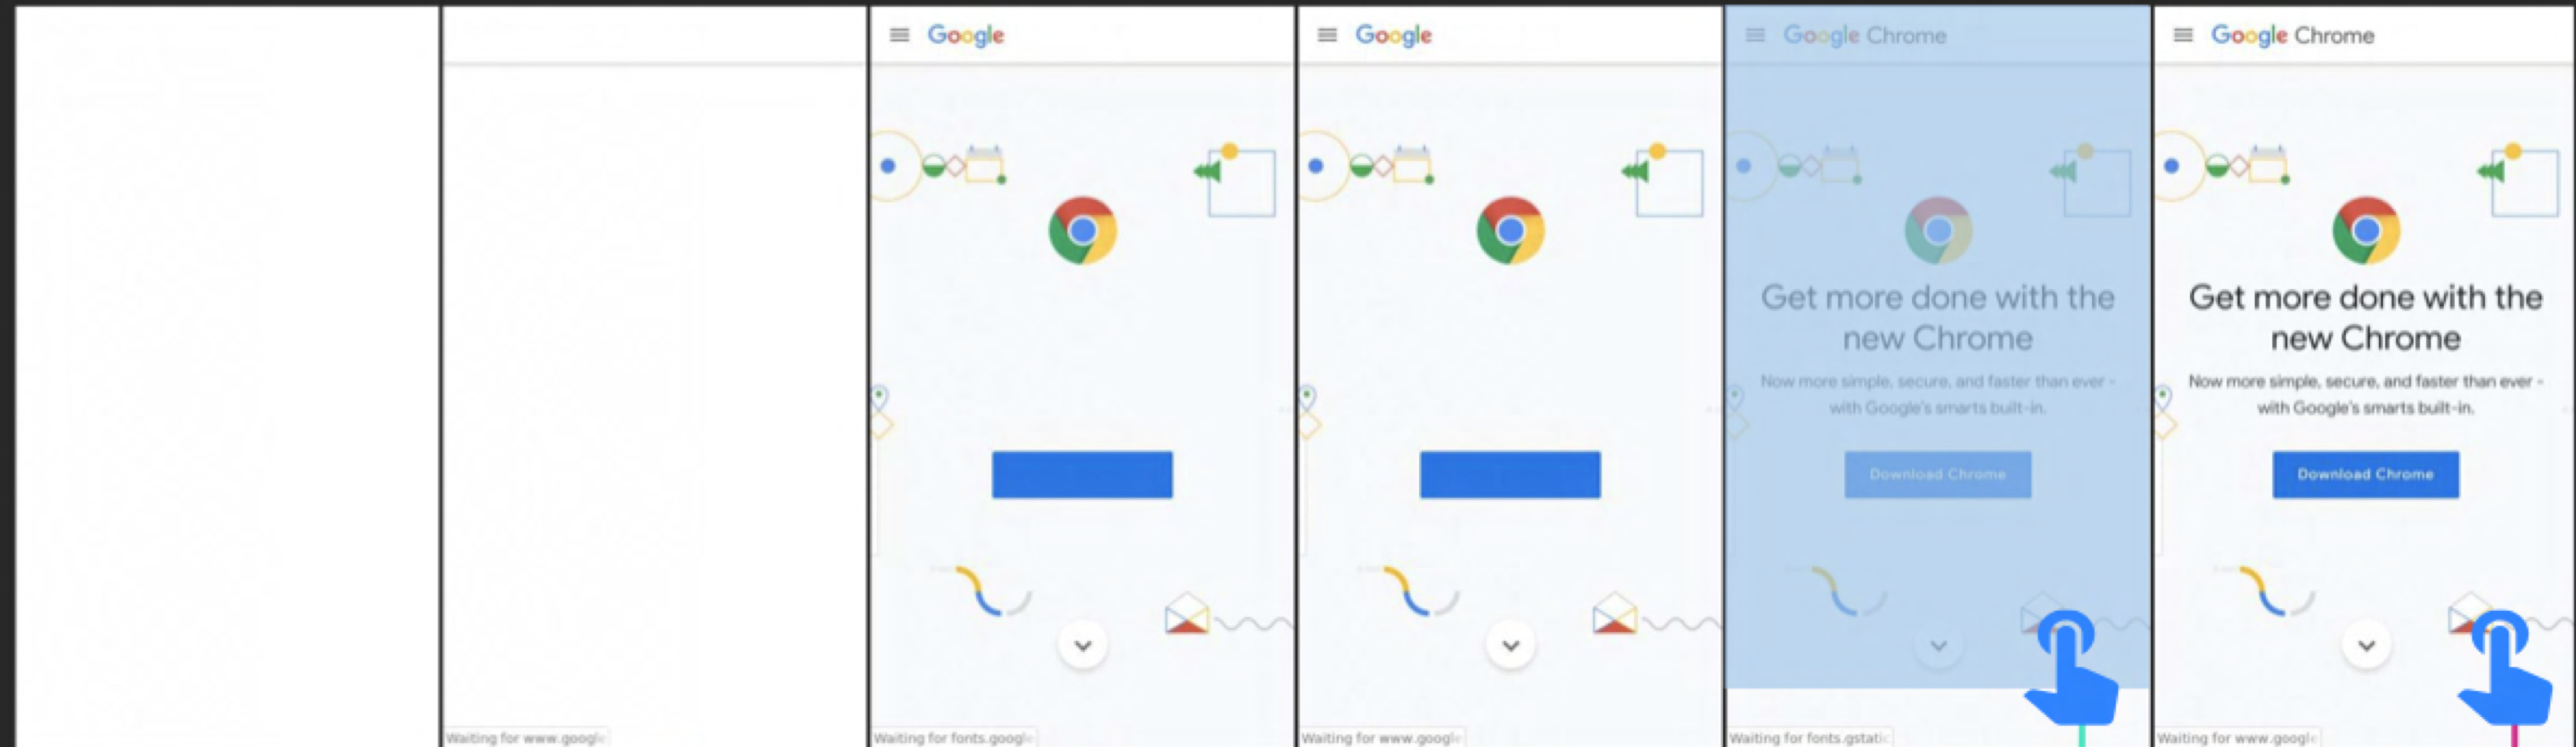 Waiting for www.google
Google
Waiting for fonts.google
Google
Waiting for www.google
Google Chrome
Get more done with the
new Chrome
Now more simple, secure, and faster than ever -
with Google's smarts built-in.
Download Chrome
Waiting for fonts.gstatic
Google Chrome
Get more done with the
new Chrome
Now more simple, secure, and faster than ever -
with Google's smarts built-in.
Download Chrome
Waiting for www.google